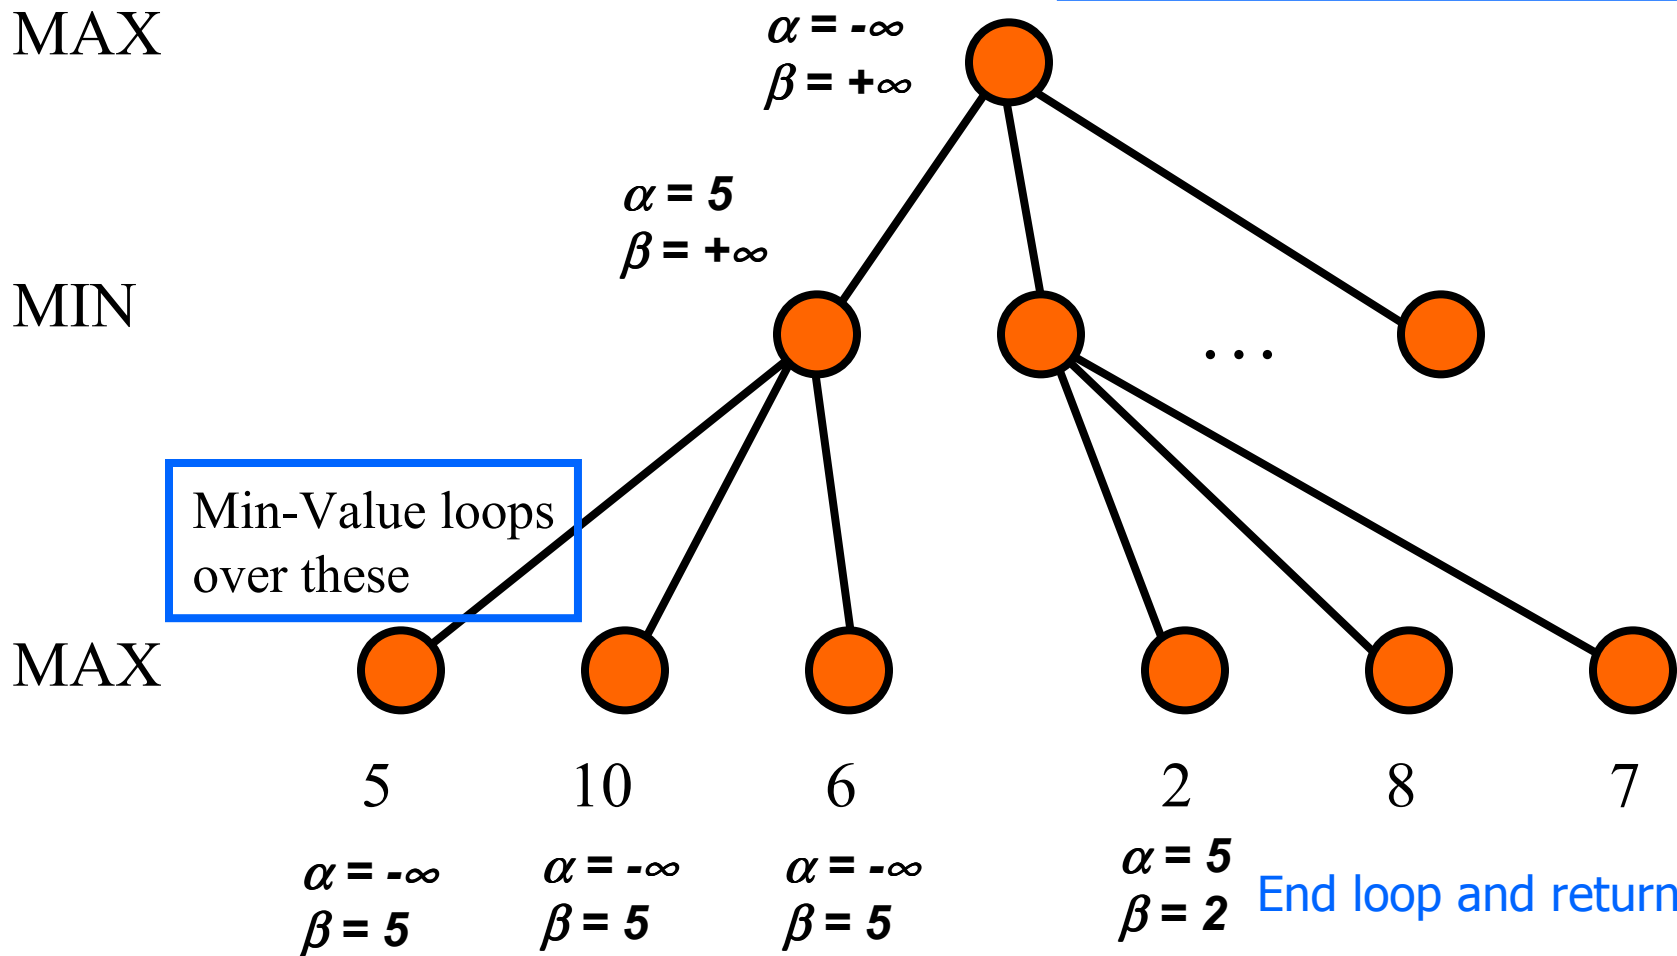 MAX
α = -∞
β = +∞
α = 5
β = +∞
MIN
...
Min-Value loops
over these
MAX
5 10 6 2 8 7
α = -∞ α = -∞ α = -∞ α = 5
β = 5 β = 5 β = 5 β = 2
End loop and return